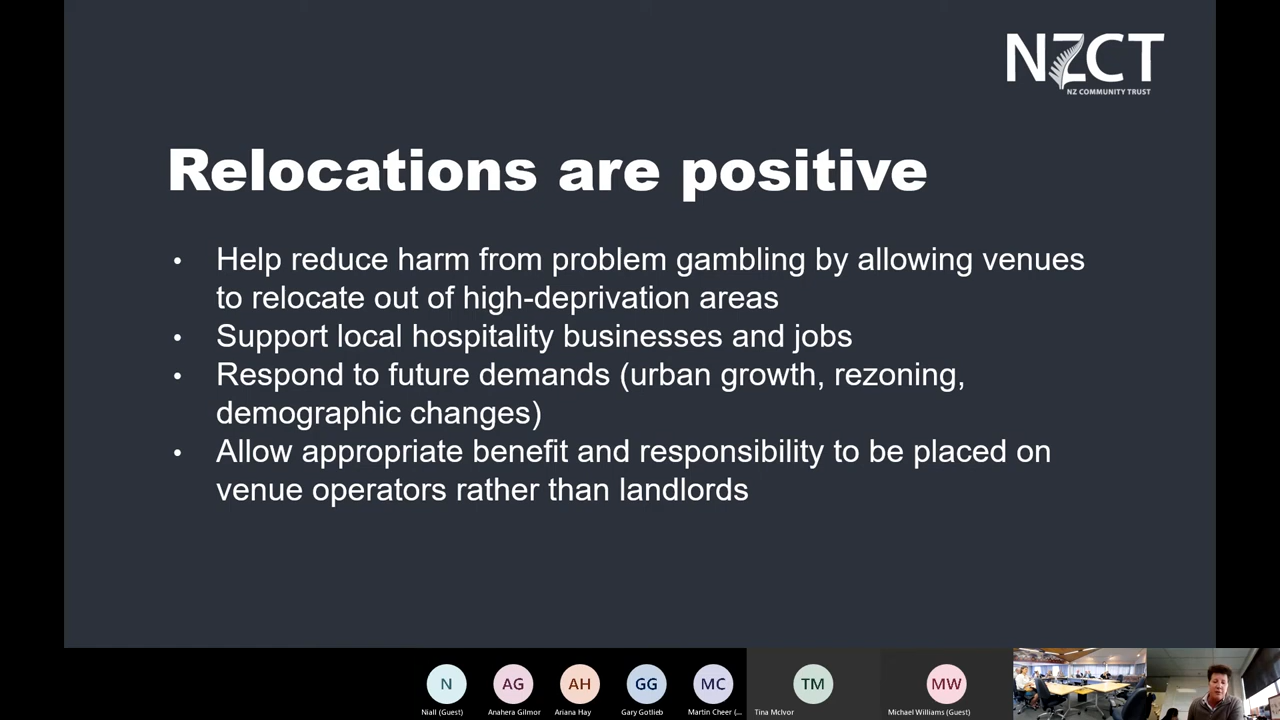 NZCT
NZ COMMUNITY TRUST
Relocations are positive
• Help reduce harm from problem gambling by allowing venues
to relocate out of high-deprivation areas
• Support local hospitality businesses and jobs
• Respond to future demands (urban growth, rezoning,
demographic changes)
• Allow appropriate benefit and responsibility to be placed on
venue operators rather than landlords
N AG AH GG MC TM MW
Niall (Guest) Anahera Gilmor Ariana Hay Gary Gotlieb Martin Cheer (... Tina McIvor Michael Williams (Guest)